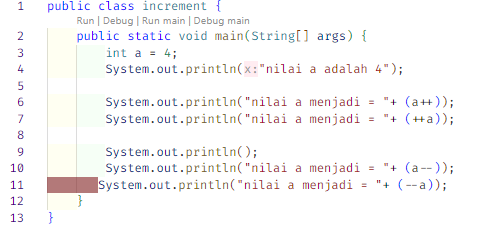 1 public class increment {
Run | Debug | Run main | Debug main
2 public static void main(String[] args) {
3 int a = 4;
4 System.out.println(x:"nilai a adalah 4");
5
6 System.out.println("nilai a menjadi = "+ (a++));
7 System.out.println("nilai a menjadi = "+ (++a));
8
9 System.out.println();
10 System.out.println("nilai a menjadi = "+ (a--));
11 System.out.println("nilai a menjadi = "+ (--a));
12 }
13 }